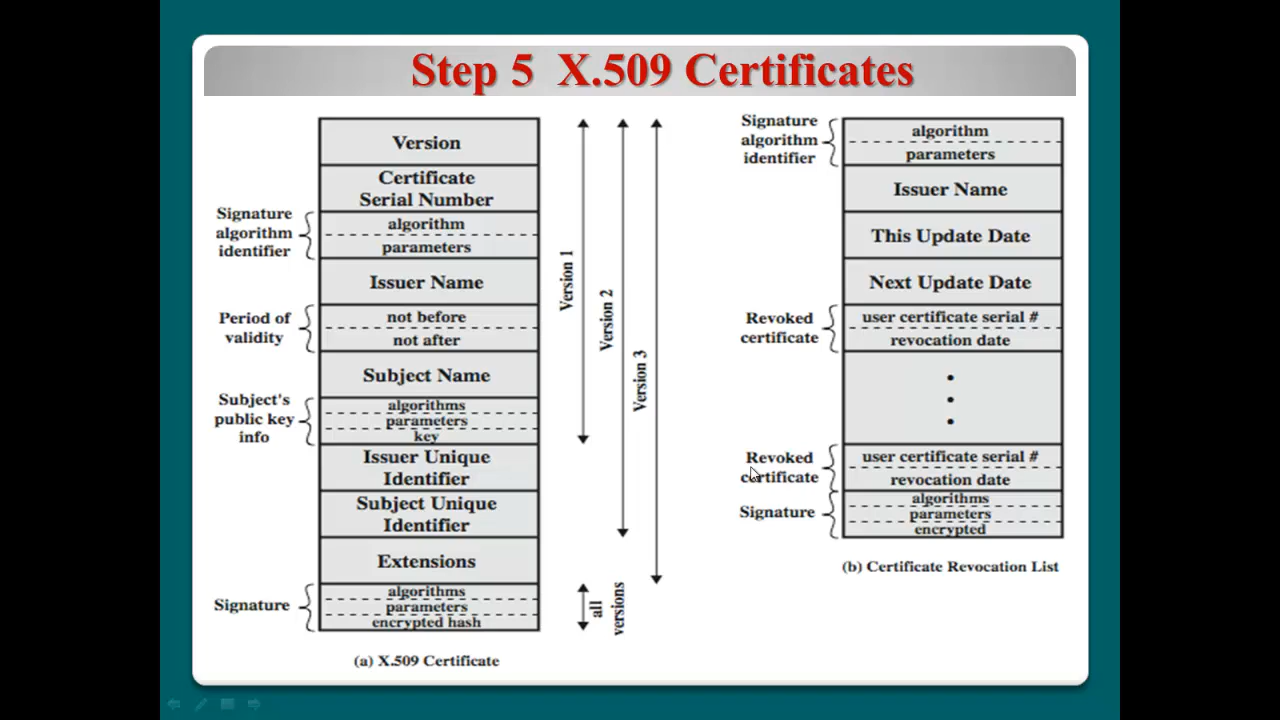 Step 5 X.509 Certificates
Version
Certificate
Serial Number
Signature
algorithm
identifier
algorithm
parameters
Issuer Name
Period of
validity
not before
not after
Subject Name
Subject's
public key
info
algorithms
parameters
key
Issuer Unique
Identifier
Subject Unique
Identifier
Extensions
Signature
algorithms
parameters
encrypted hash
Version 1
Version 2
Version 3
all
versions
(a) X.509 Certificate
Signature
algorithm
identifier
algorithm
parameters
Issuer Name
This Update Date
Next Update Date
Revoked
certificate
user certificate serial #
revocation date
•
•
•
Revoked
certificate
user certificate serial #
revocation date
Signature
algorithms
parameters
encrypted
(b) Certificate Revocation List